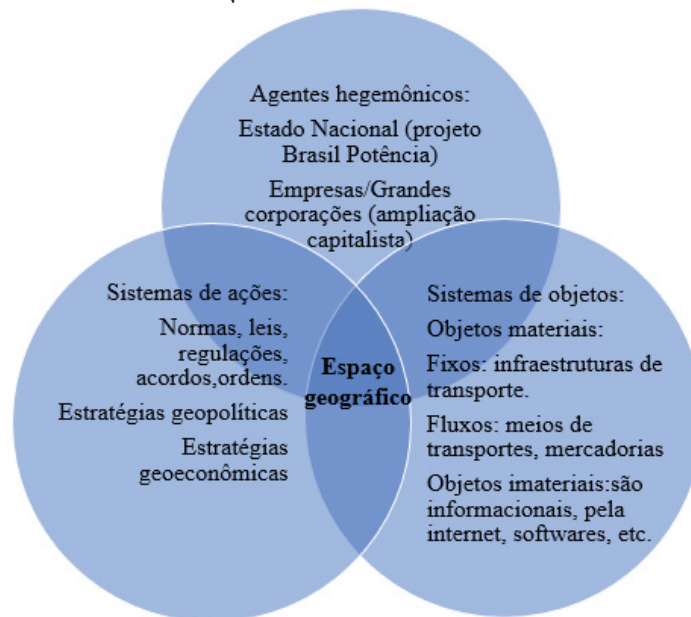 Agentes hegemônicos:
Estado Nacional (projeto
Brasil Potência)
Empresas/Grandes
corporações (ampliação
capitalista)
Sistemas de ações:
Normas, leis,
regulações,
acordos,ordens.
Estratégias geopolíticas
Estratégias
geoeconômicas
Espaço
geográfico
Sistemas de objetos:
Objetos materiais:
Fixos: infraestruturas de
transporte.
Fluxos: meios de
transportes, mercadorias
Objetos imateriais:são
informacionais, pela
internet, softwares, etc.